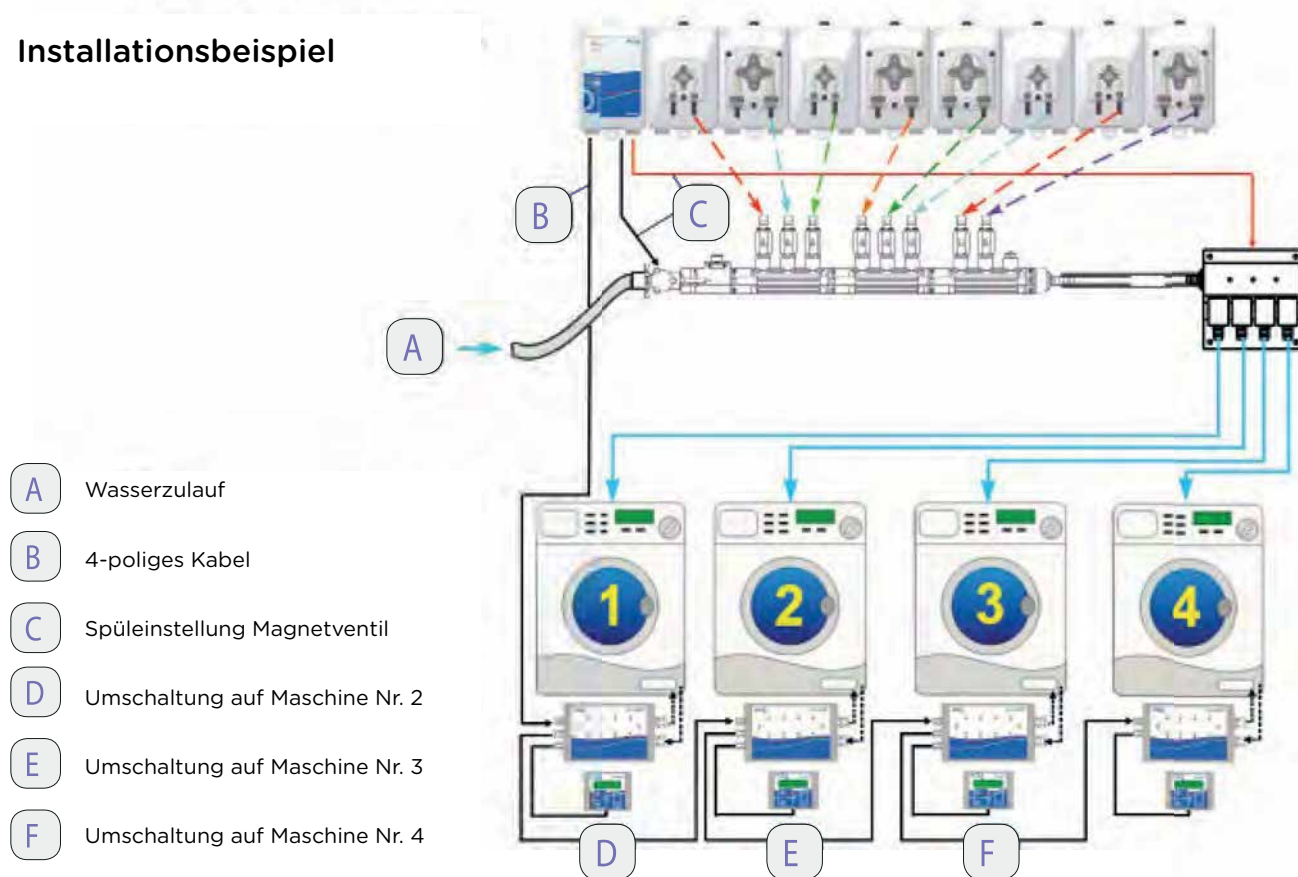 Installationsbeispiel
B
C
A
A Wasserzulauf
B 4-poliges Kabel
C Spüleinstellung Magnetventil
D Umschaltung auf Maschine Nr. 2
E Umschaltung auf Maschine Nr. 3
F Umschaltung auf Maschine Nr. 4
1 2 3 4
D E F